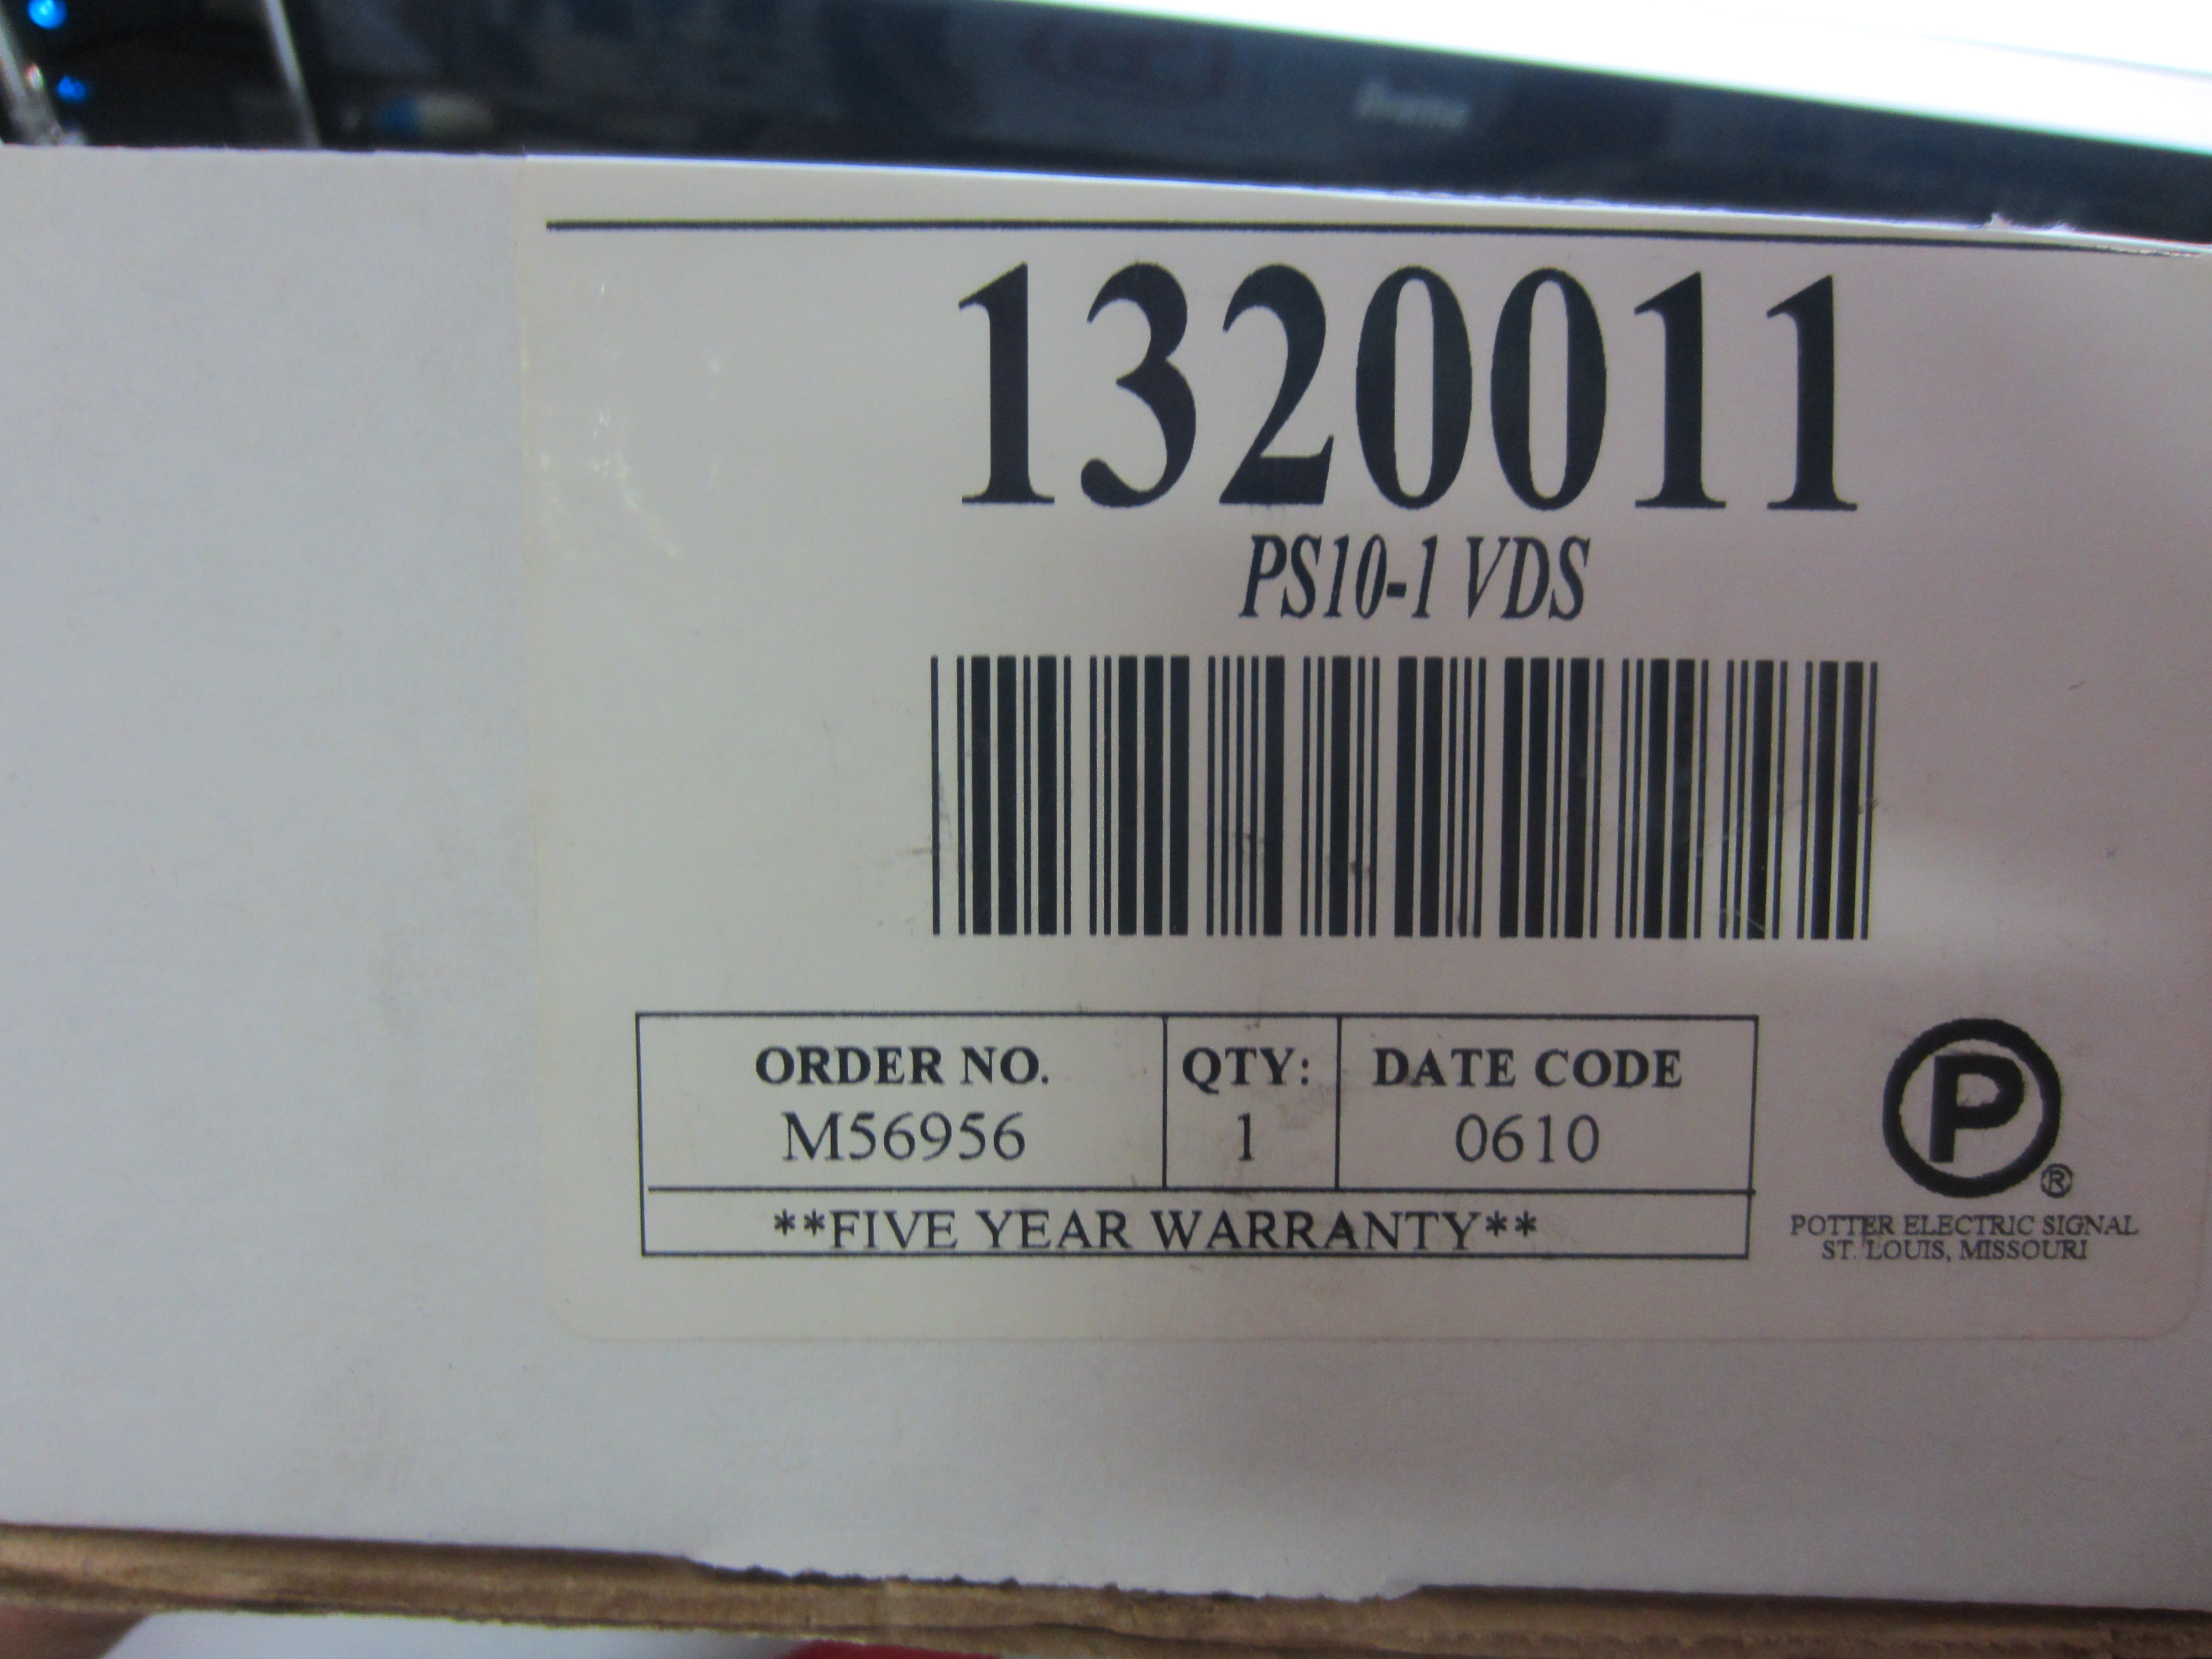 1320011
PS10-1 VDS
ORDER NO. QTY: DATE CODE
M56956 1 0610
**FIVE YEAR WARRANTY**
P
®
POTTER ELECTRIC SIGNAL
ST. LOUIS, MISSOURI